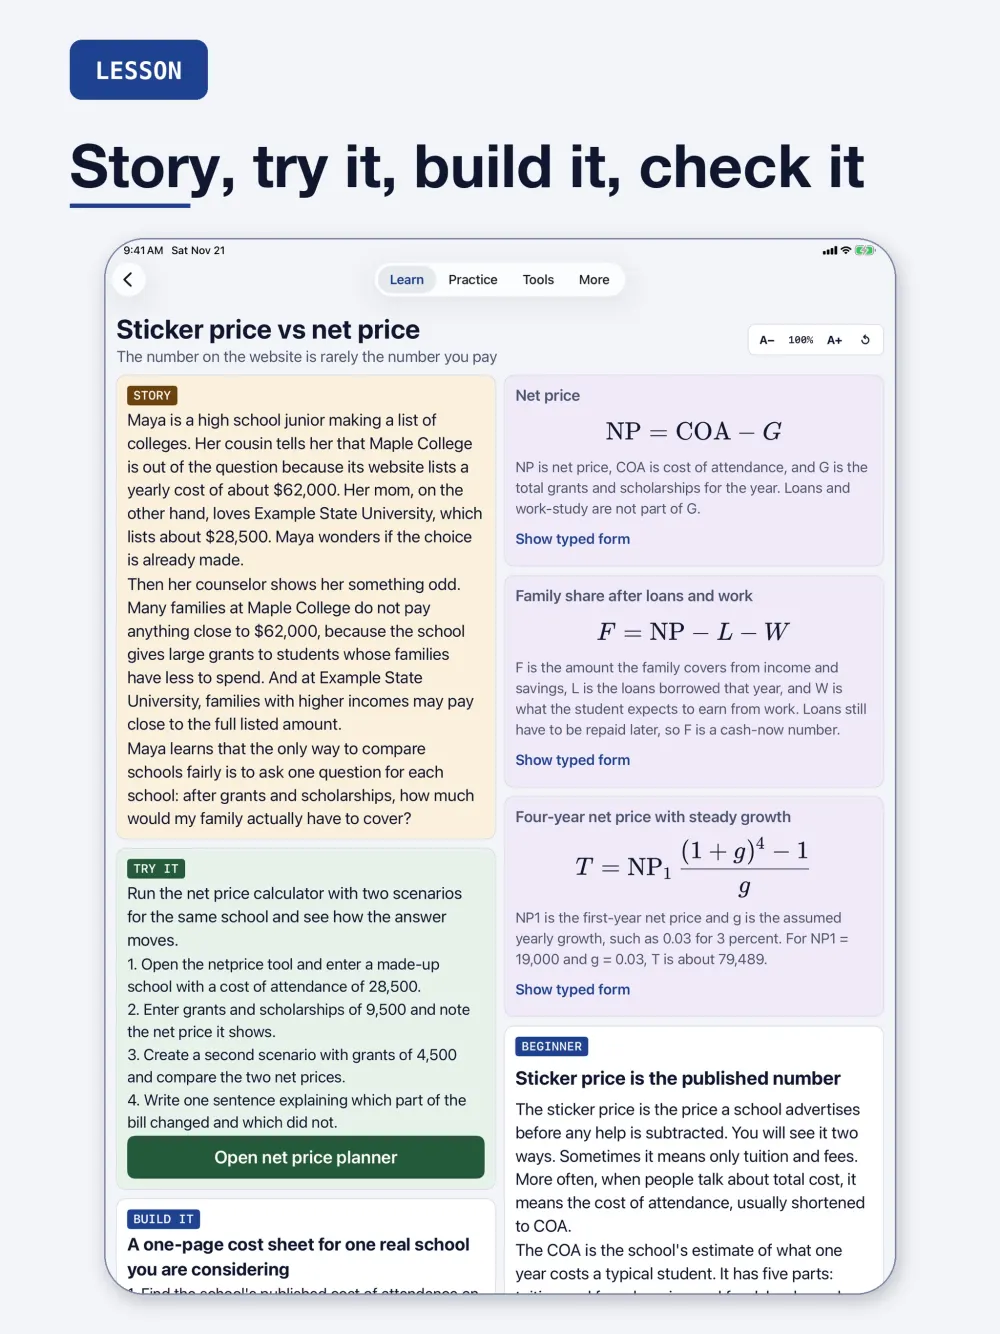 LESSON
Story, try it, build it, check it
9:41 AM Sat Nov 21
Learn Practice Tools More
Sticker price vs net price
The number on the website is rarely the number you pay
A− 100% A+
STORY
Maya is a high school junior making a list of
colleges. Her cousin tells her that Maple College
is out of the question because its website lists a
yearly cost of about $62,000. Her mom, on the
other hand, loves Example State University, which
lists about $28,500. Maya wonders if the choice
is already made.
Then her counselor shows her something odd.
Many families at Maple College do not pay
anything close to $62,000, because the school
gives large grants to students whose families
have less to spend. And at Example State
University, families with higher incomes may pay
close to the full listed amount.
Maya learns that the only way to compare
schools fairly is to ask one question for each
school: after grants and scholarships, how much
would my family actually have to cover?
TRY IT
Run the net price calculator with two scenarios
for the same school and see how the answer
moves.
1. Open the netprice tool and enter a made-up
school with a cost of attendance of 28,500.
2. Enter grants and scholarships of 9,500 and note
the net price it shows.
3. Create a second scenario with grants of 4,500
and compare the two net prices.
4. Write one sentence explaining which part of the
bill changed and which did not.
Open net price planner
BUILD IT
A one-page cost sheet for one real school
you are considering
1. Find the school's published cost of attendance on
Net price
NP = COA − G
NP is net price, COA is cost of attendance, and G is the
total grants and scholarships for the year. Loans and
work-study are not part of G.
Show typed form
Family share after loans and work
F = NP − L − W
F is the amount the family covers from income and
savings, L is the loans borrowed that year, and W is
what the student expects to earn from work. Loans still
have to be repaid later, so F is a cash-now number.
Show typed form
Four-year net price with steady growth
T = NP₁ ((1 + g)⁴ − 1) / g
NP1 is the first-year net price and g is the assumed
yearly growth, such as 0.03 for 3 percent. For NP1 =
19,000 and g = 0.03, T is about 79,489.
Show typed form
BEGINNER
Sticker price is the published number
The sticker price is the price a school advertises
before any help is subtracted. You will see it two
ways. Sometimes it means only tuition and fees.
More often, when people talk about total cost, it
means the cost of attendance, usually shortened
to COA.
The COA is the school's estimate of what one
year costs a typical student. It has five parts: